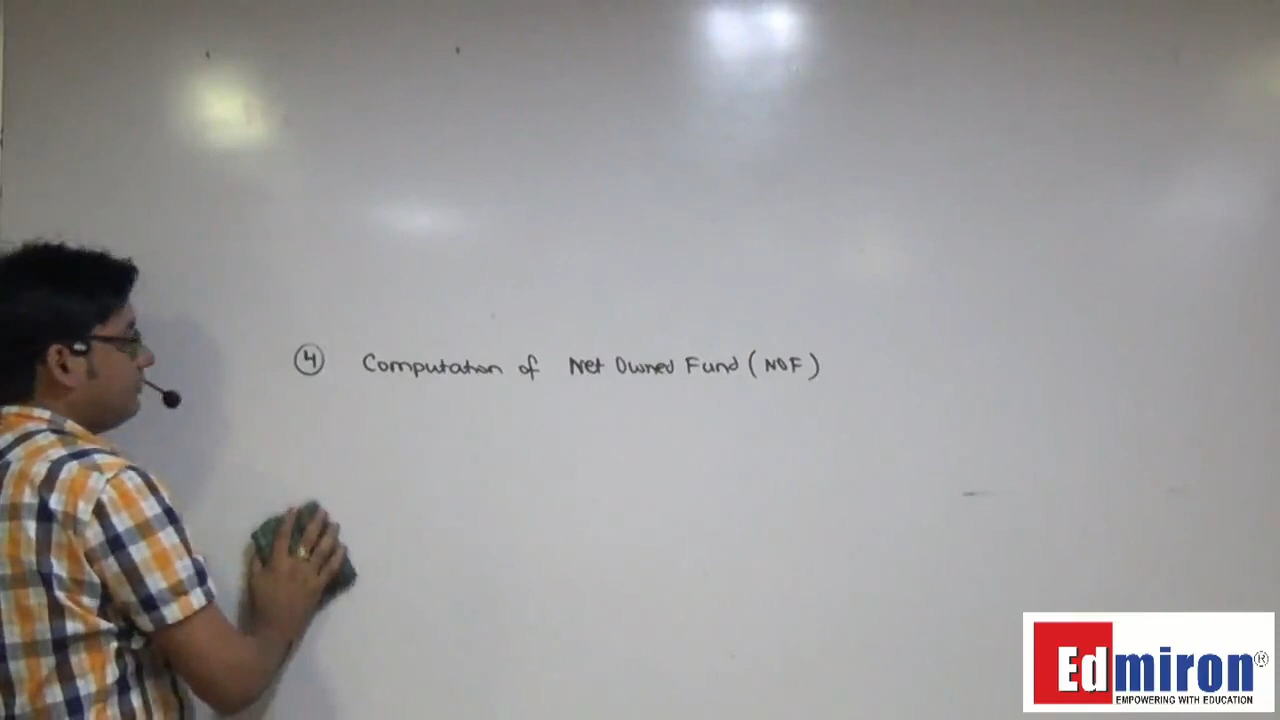 ④ Computation of Net Owned Fund (NOF)
Edmiron®
EMPOWERING WITH EDUCATION